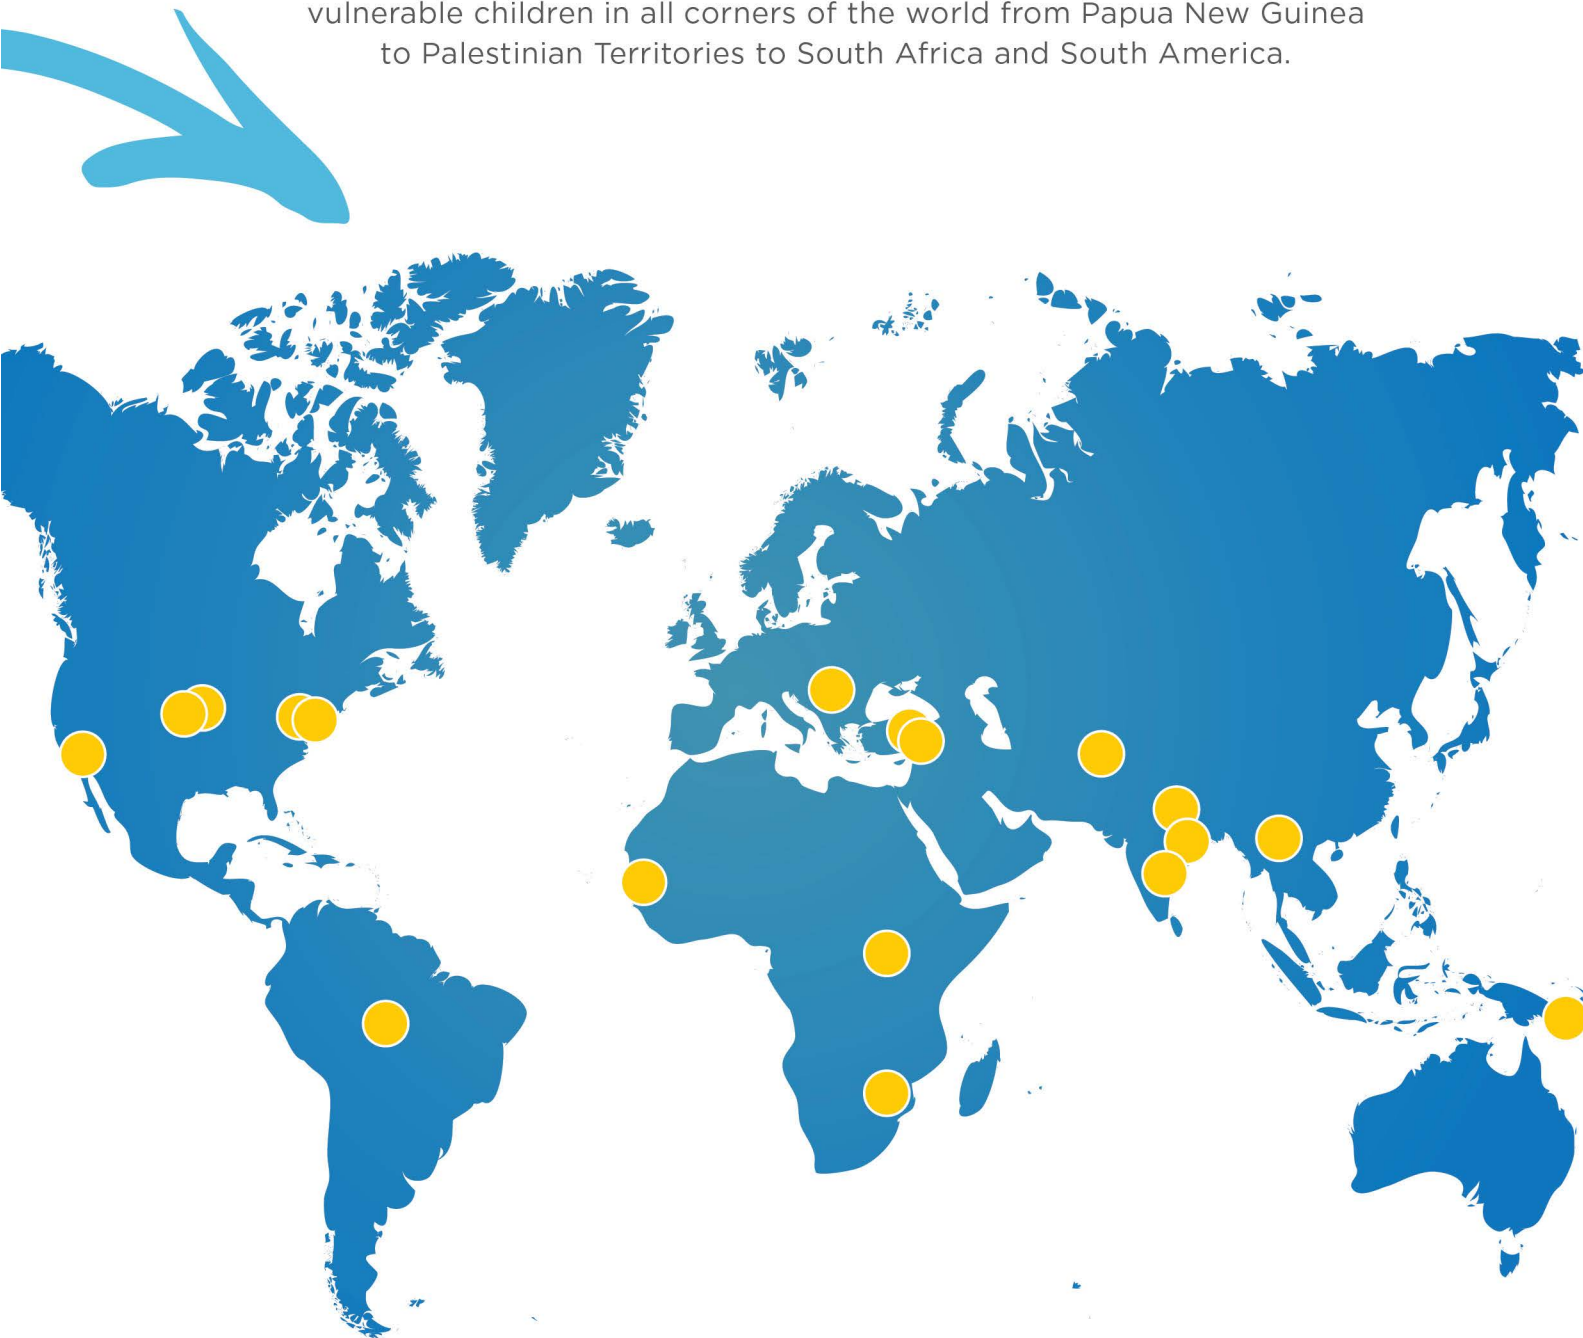 vulnerable children in all corners of the world from Papua New Guinea
to Palestinian Territories to South Africa and South America.